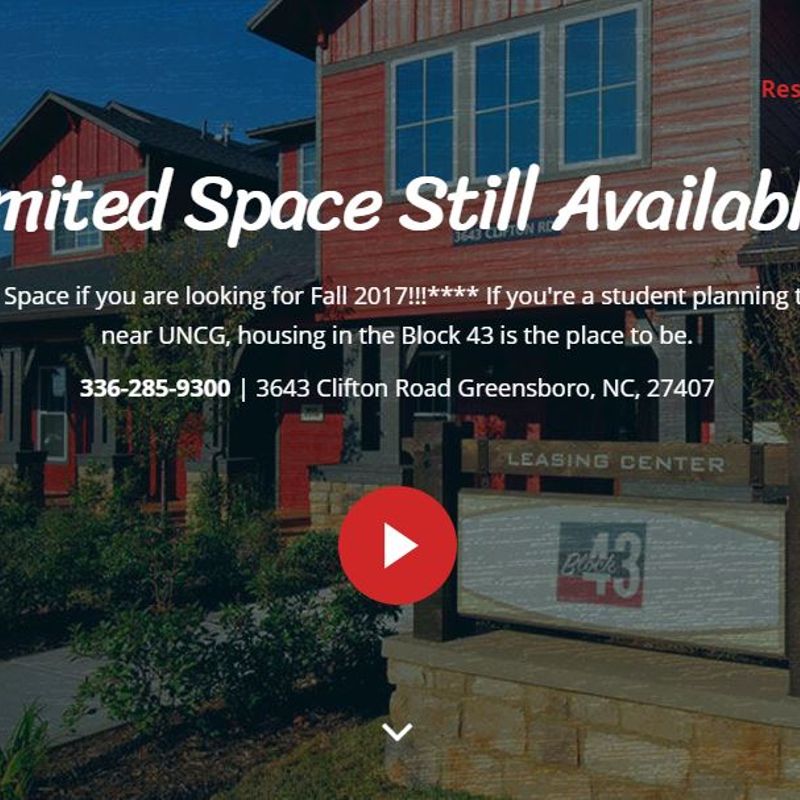 Res
mited Space Still Availab
3643 CLIFTON RD
Space if you are looking for Fall 2017!!!**** If you're a student planning t
near UNCG, housing in the Block 43 is the place to be.
336-285-9300 | 3643 Clifton Road Greensboro, NC, 27407
LEASING CENTER
Block 43